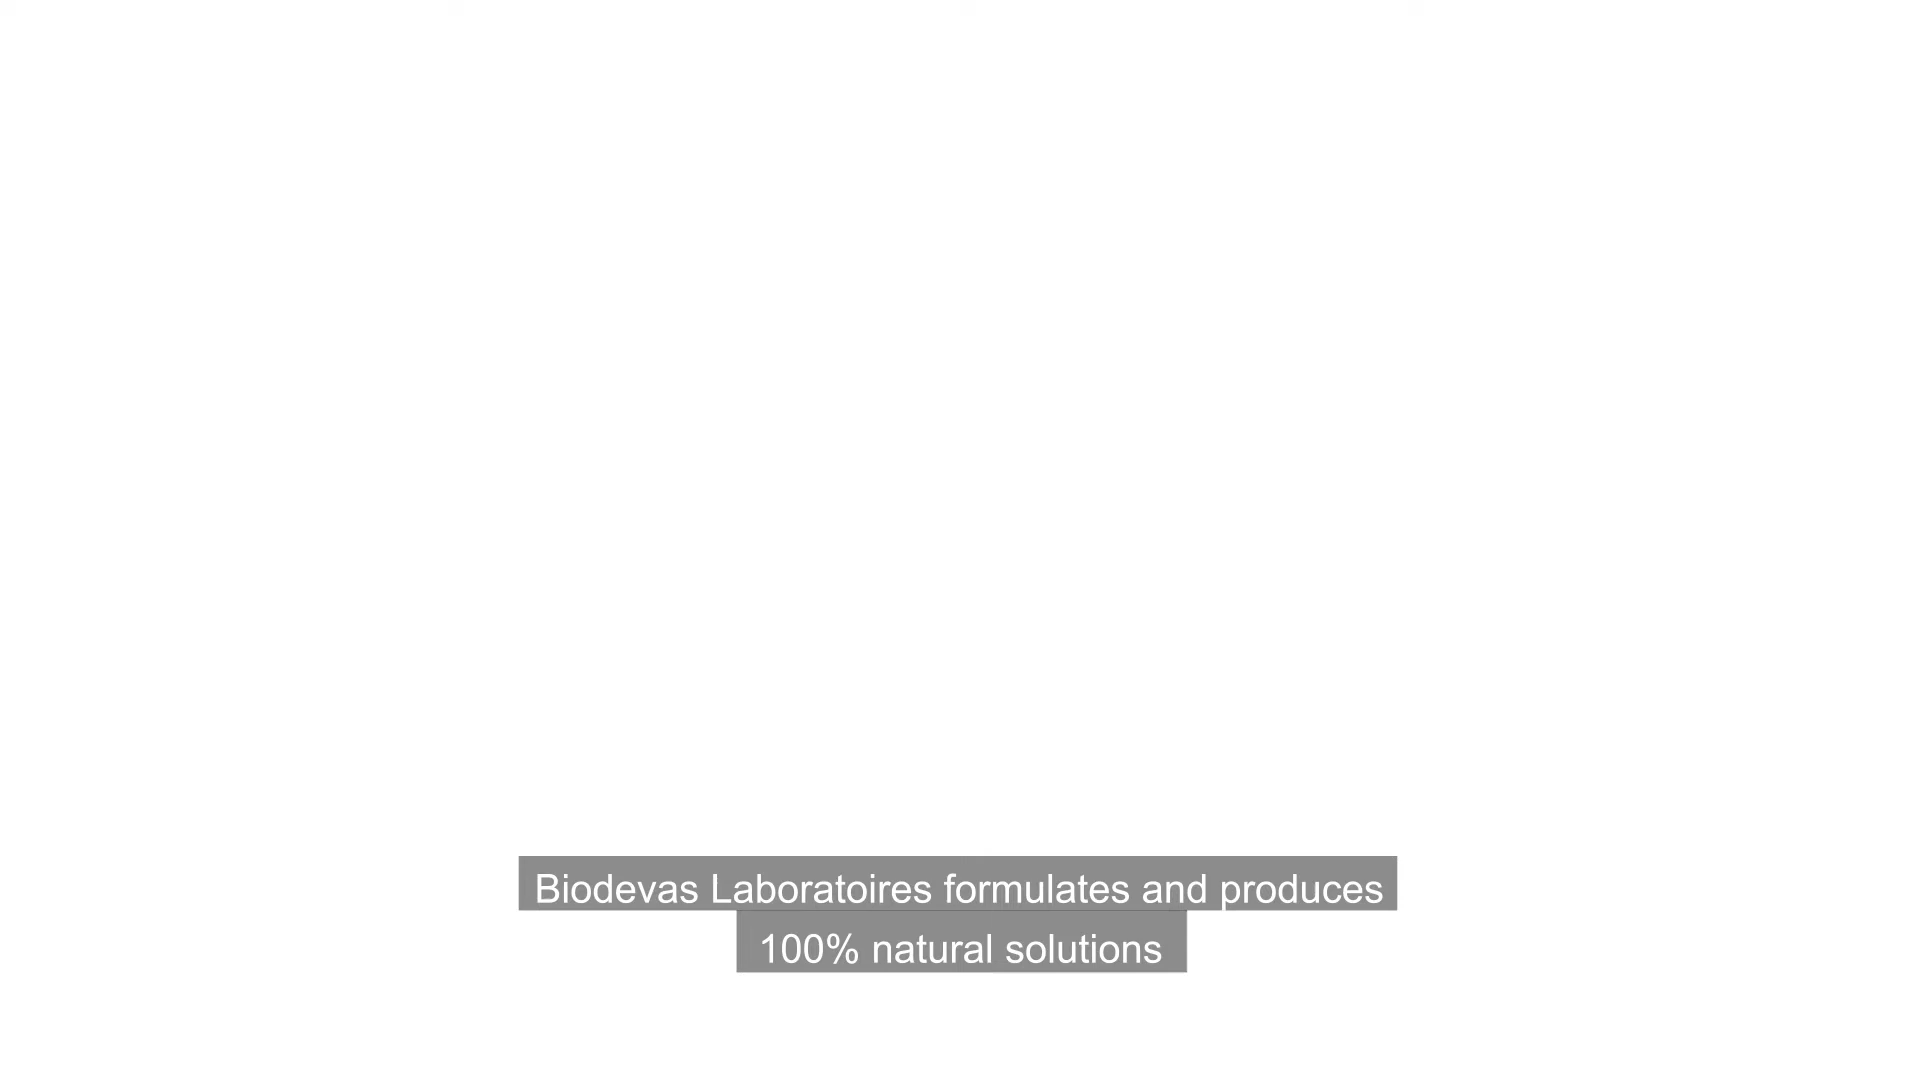 Biodevas Laboratoires formulates and produces
100% natural solutions